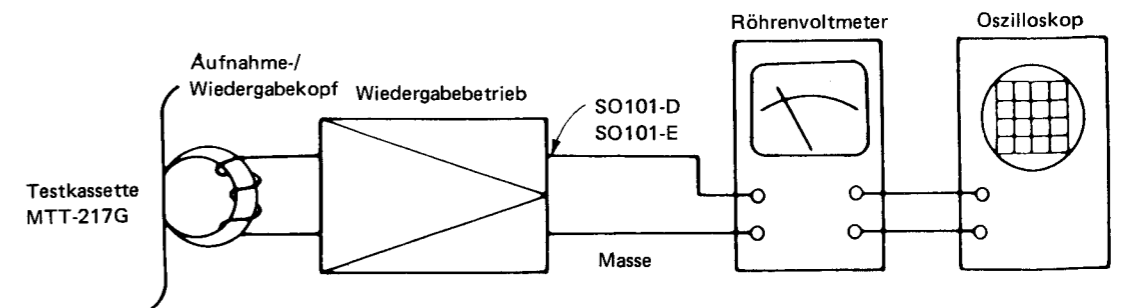 Röhrenvoltmeter
Oszilloskop
Aufnahme-/
Wiedergabekopf
Wiedergabebetrieb
SO101-D
SO101-E
Testkassette
MTT-217G
Masse